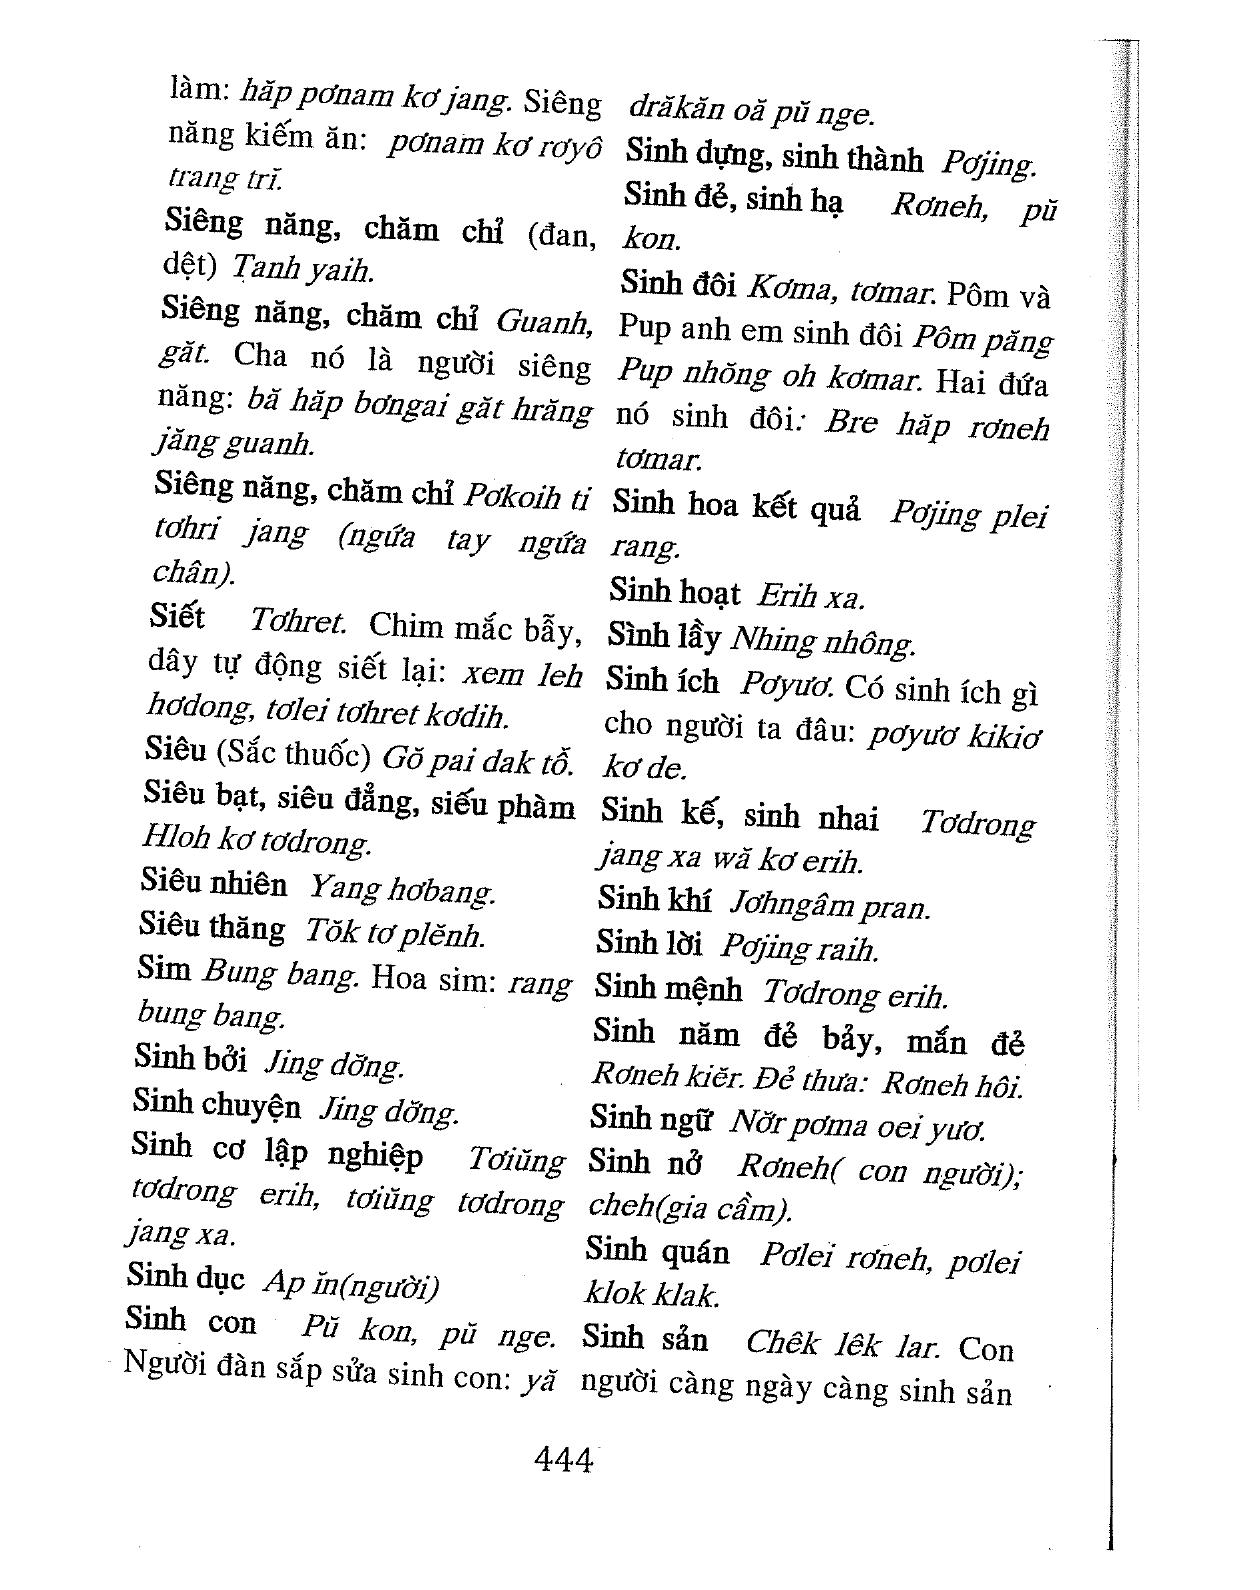 làm: hăp pơnam kơ jang. Siêng
năng kiếm ăn: pơnam kơ rơyô
trang trĭ.
Siêng năng, chăm chỉ (đan,
dệt) Tanh yaih.
Siêng năng, chăm chỉ Guanh,
găt. Cha nó là người siêng
năng: bă hăp bơngai găt hrăng
jăng guanh.
Siêng năng, chăm chỉ Pơkoih ti
tơhri jang (ngứa tay ngứa
chân).
Siết Tơhret. Chim mắc bẫy,
dây tự động siết lại: xem leh
hơdong, tơlei tơhret kơdih.
Siêu (Sắc thuốc) Gŏ pai dak tô̆.
Siêu bạt, siêu đẳng, siếu phàm
Hloh kơ tơdrong.
Siêu nhiên Yang hơbang.
Siêu thăng Tŏk tơ plĕnh.
Sim Bung bang. Hoa sim: rang
bung bang.
Sinh bởi Jing dơ̆ng.
Sinh chuyện Jing dơ̆ng.
Sinh cơ lập nghiệp Tơiŭng
tơdrong erih, tơiŭng tơdrong
jang xa.
Sinh dục Ap ĭn(người)
Sinh con Pŭ kon, pŭ nge.
Người đàn sắp sửa sinh con: yă
drăkăn oă pŭ nge.
Sinh dựng, sinh thành Pơjing.
Sinh đẻ, sinh hạ Rơneh, pŭ
kon.
Sinh đôi Kơma, tơmar. Pôm và
Pup anh em sinh đôi Pôm păng
Pup nhŏng oh kơmar. Hai đứa
nó sinh đôi: Bre hăp rơneh
tơmar.
Sinh hoa kết quả Pơjing plei
rang.
Sinh hoạt Erih xa.
Sình lầy Nhing nhông.
Sinh ích Pơyươ. Có sinh ích gì
cho người ta đâu: pơyươ kikiơ
kơ de.
Sinh kế, sinh nhai Tơdrong
jang xa wă kơ erih.
Sinh khí Jơhngâm pran.
Sinh lời Pơjing raih.
Sinh mệnh Tơdrong erih.
Sinh năm đẻ bảy, mắn đẻ
Rơneh kiĕr. Đẻ thưa: Rơneh hôi.
Sinh ngữ Nơ̆r pơma oei yươ.
Sinh nở Rơneh( con người);
cheh(gia cầm).
Sinh quán Pơlei rơneh, pơlei
klok klak.
Sinh sản Chêk lêk lar. Con
người càng ngày càng sinh sản
444